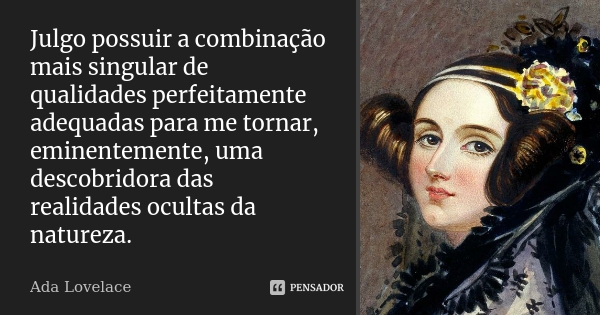 Julgo possuir a combinação
mais singular de
qualidades perfeitamente
adequadas para me tornar,
eminentemente, uma
descobridora das
realidades ocultas da
natureza.
Ada Lovelace
PENSADOR